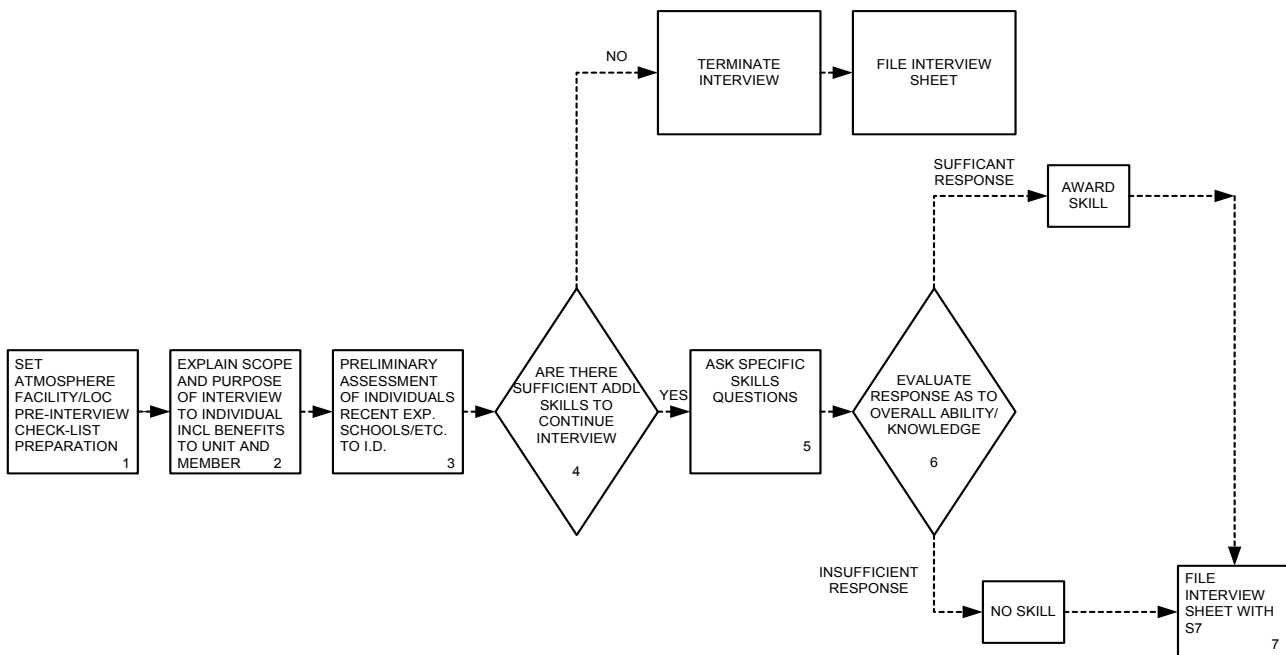 NO
TERMINATE
INTERVIEW
FILE INTERVIEW
SHEET
SUFFICANT
RESPONSE
AWARD
SKILL
SET
ATMOSPHERE
FACILITY/LOC
PRE-INTERVIEW
CHECK-LIST
PREPARATION
1
EXPLAIN SCOPE
AND PURPOSE
OF INTERVIEW
TO INDIVIDUAL
INCL BENEFITS
TO UNIT AND
MEMBER
2
PRELIMINARY
ASSESSMENT
OF INDIVIDUALS
RECENT EXP.
SCHOOLS/ETC.
TO I.D.
3
ARE THERE
SUFFICIENT ADDL
SKILLS TO
CONTINUE
INTERVIEW
4
YES
ASK SPECIFIC
SKILLS
QUESTIONS
5
EVALUATE
RESPONSE AS TO
OVERALL ABILITY/
KNOWLEDGE
6
INSUFFICIENT
RESPONSE
NO SKILL
FILE
INTERVIEW
SHEET WITH
S7
7